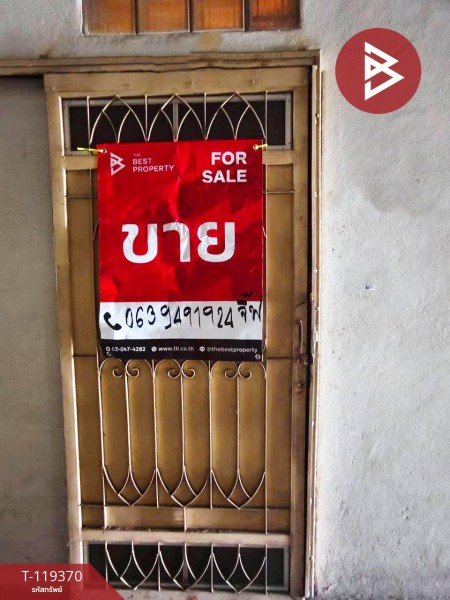 THE
BEST
PROPERTY
FOR
SALE
ขาย
0639491924 จิ๊บ
02-047-4282 www.tb.co.th @thebestproperty
T-119370
รหัสทรัพย์